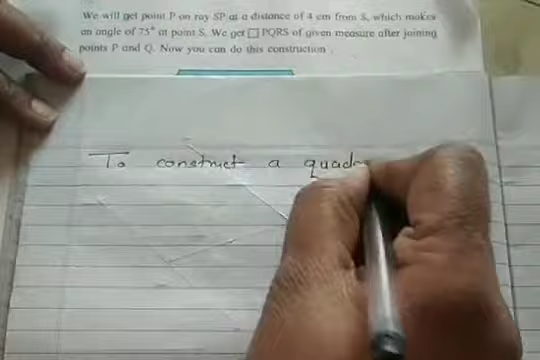 We will get point P on ray SP at a distance of 4 cm from S, which makes
an angle of 75° at point S. We get □ PQRS of given measure after joining
points P and Q. Now you can do this construction.
To construct a quad